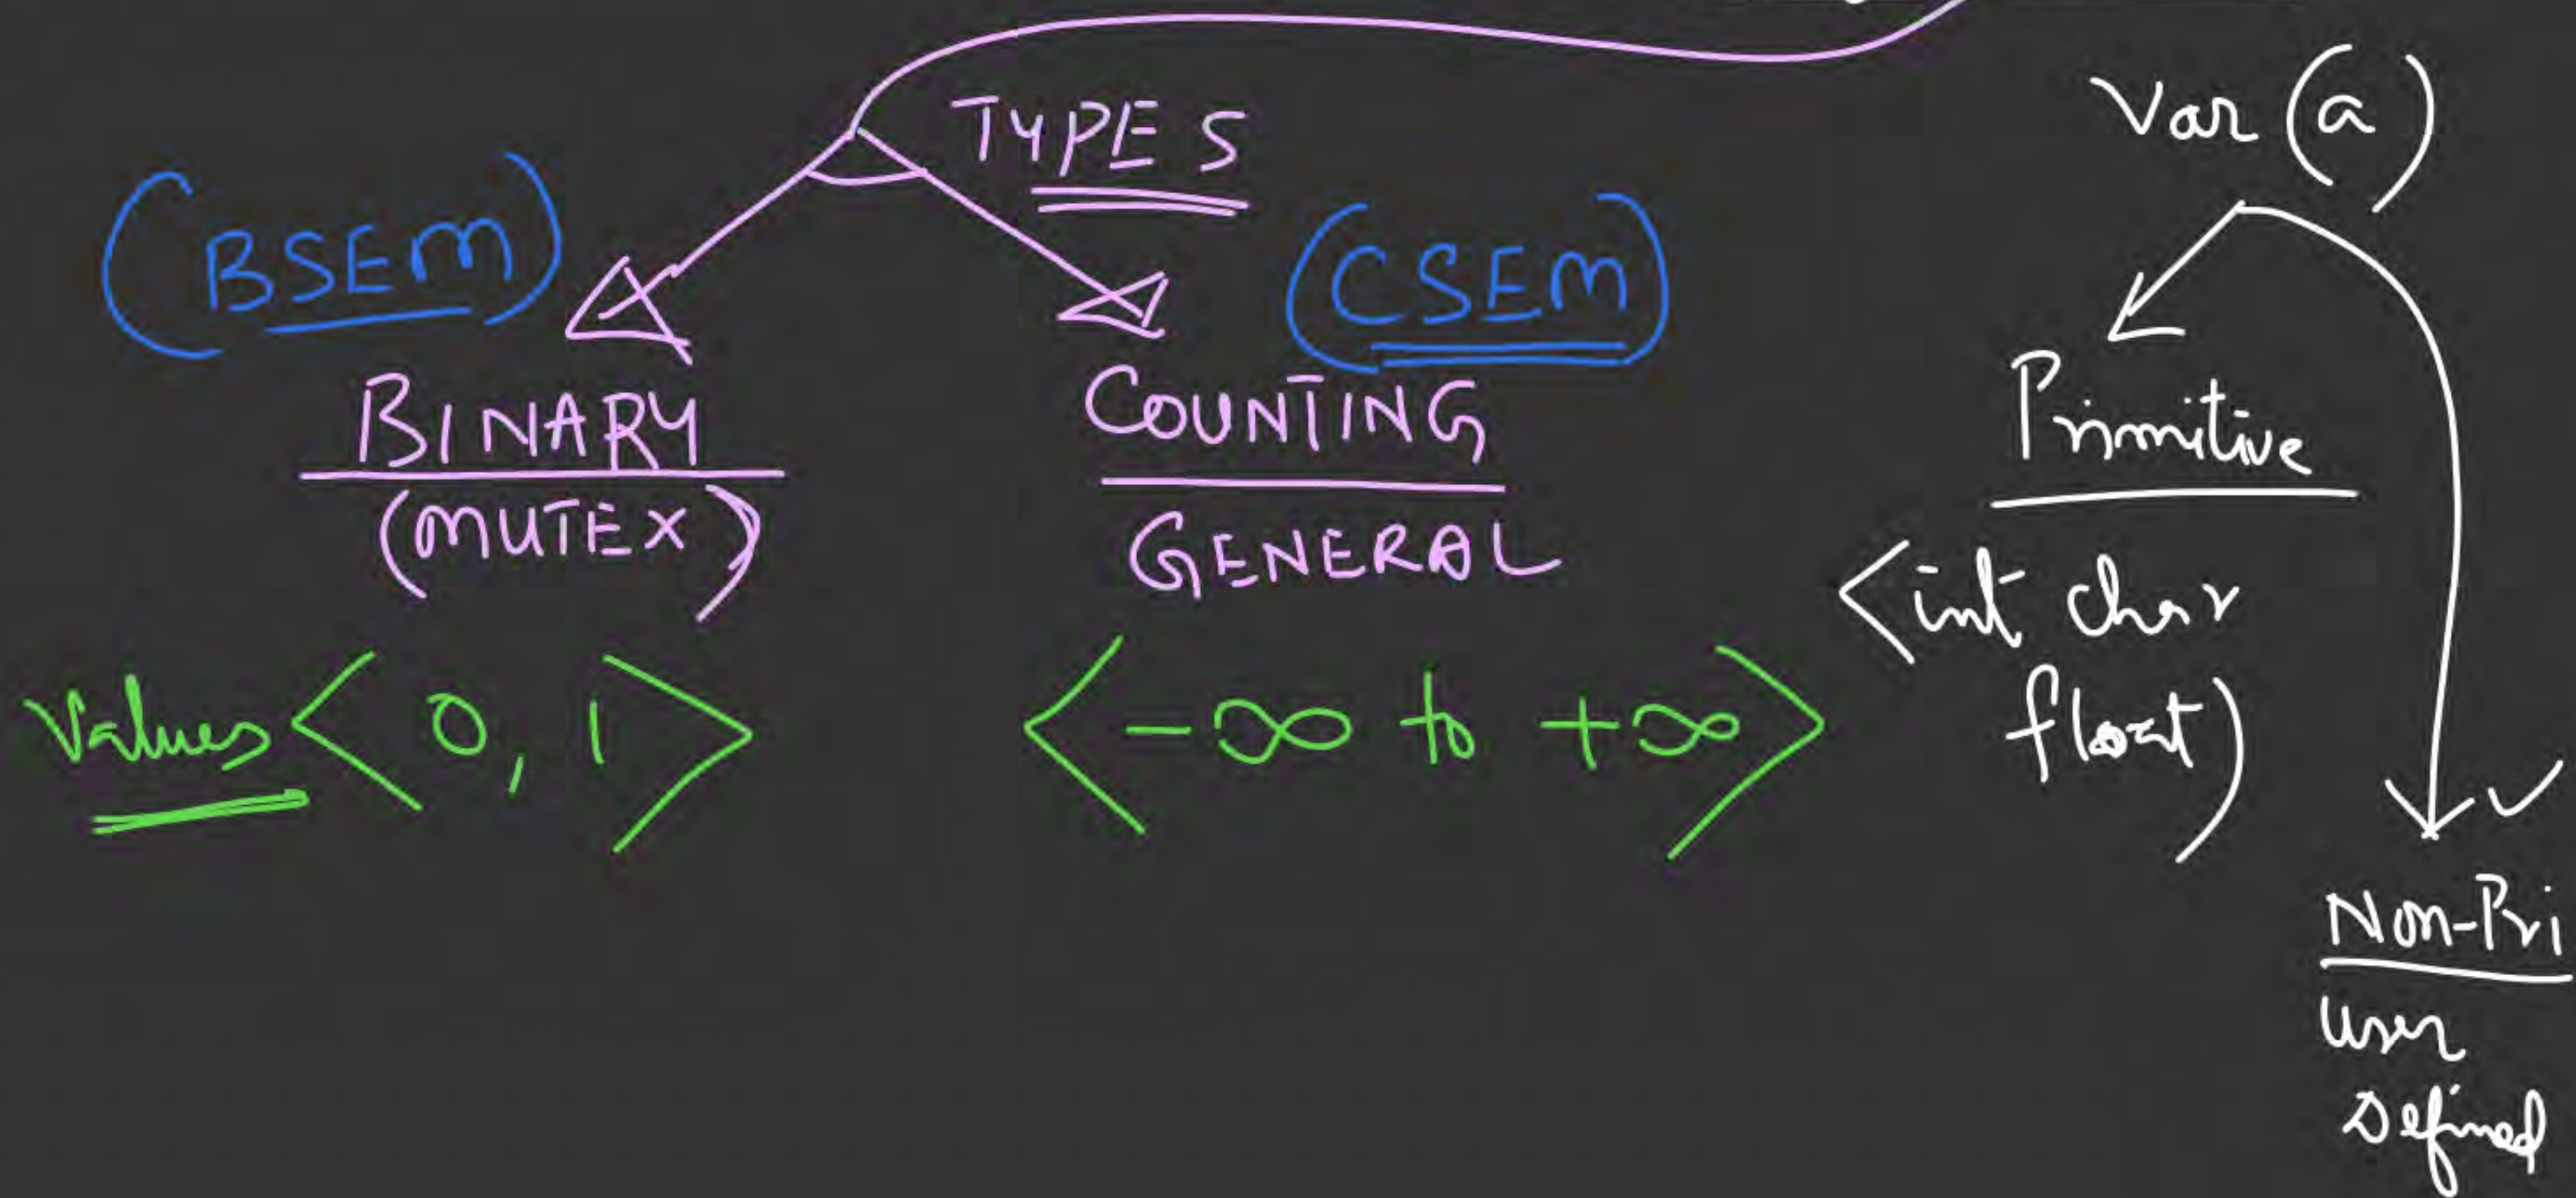 TYPES
(BSEM)
(CSEM)
BINARY
(MUTEX)
COUNTING
GENERAL
Values < 0, 1 >
< -∞ to +∞ >
Var (a)
Primitive
<int char
float)
✓
Non-Pri
User
Defined